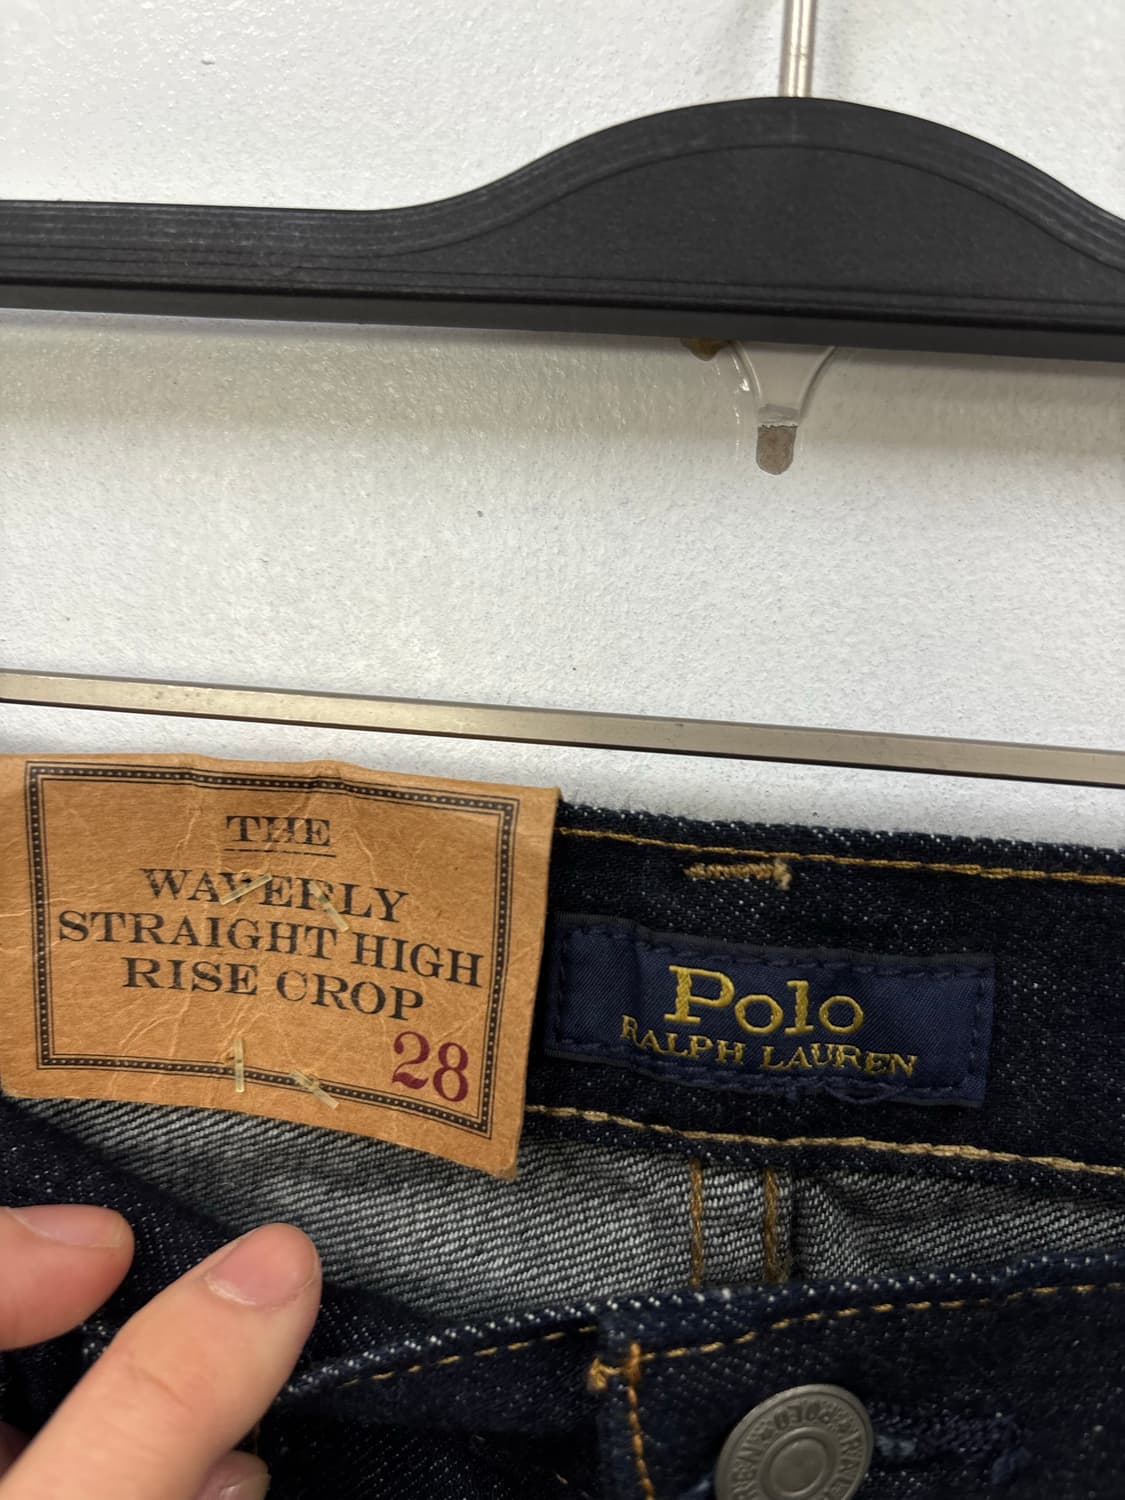 THE
WAVERLY
STRAIGHT HIGH
RISE CROP
28
Polo
RALPH LAUREN